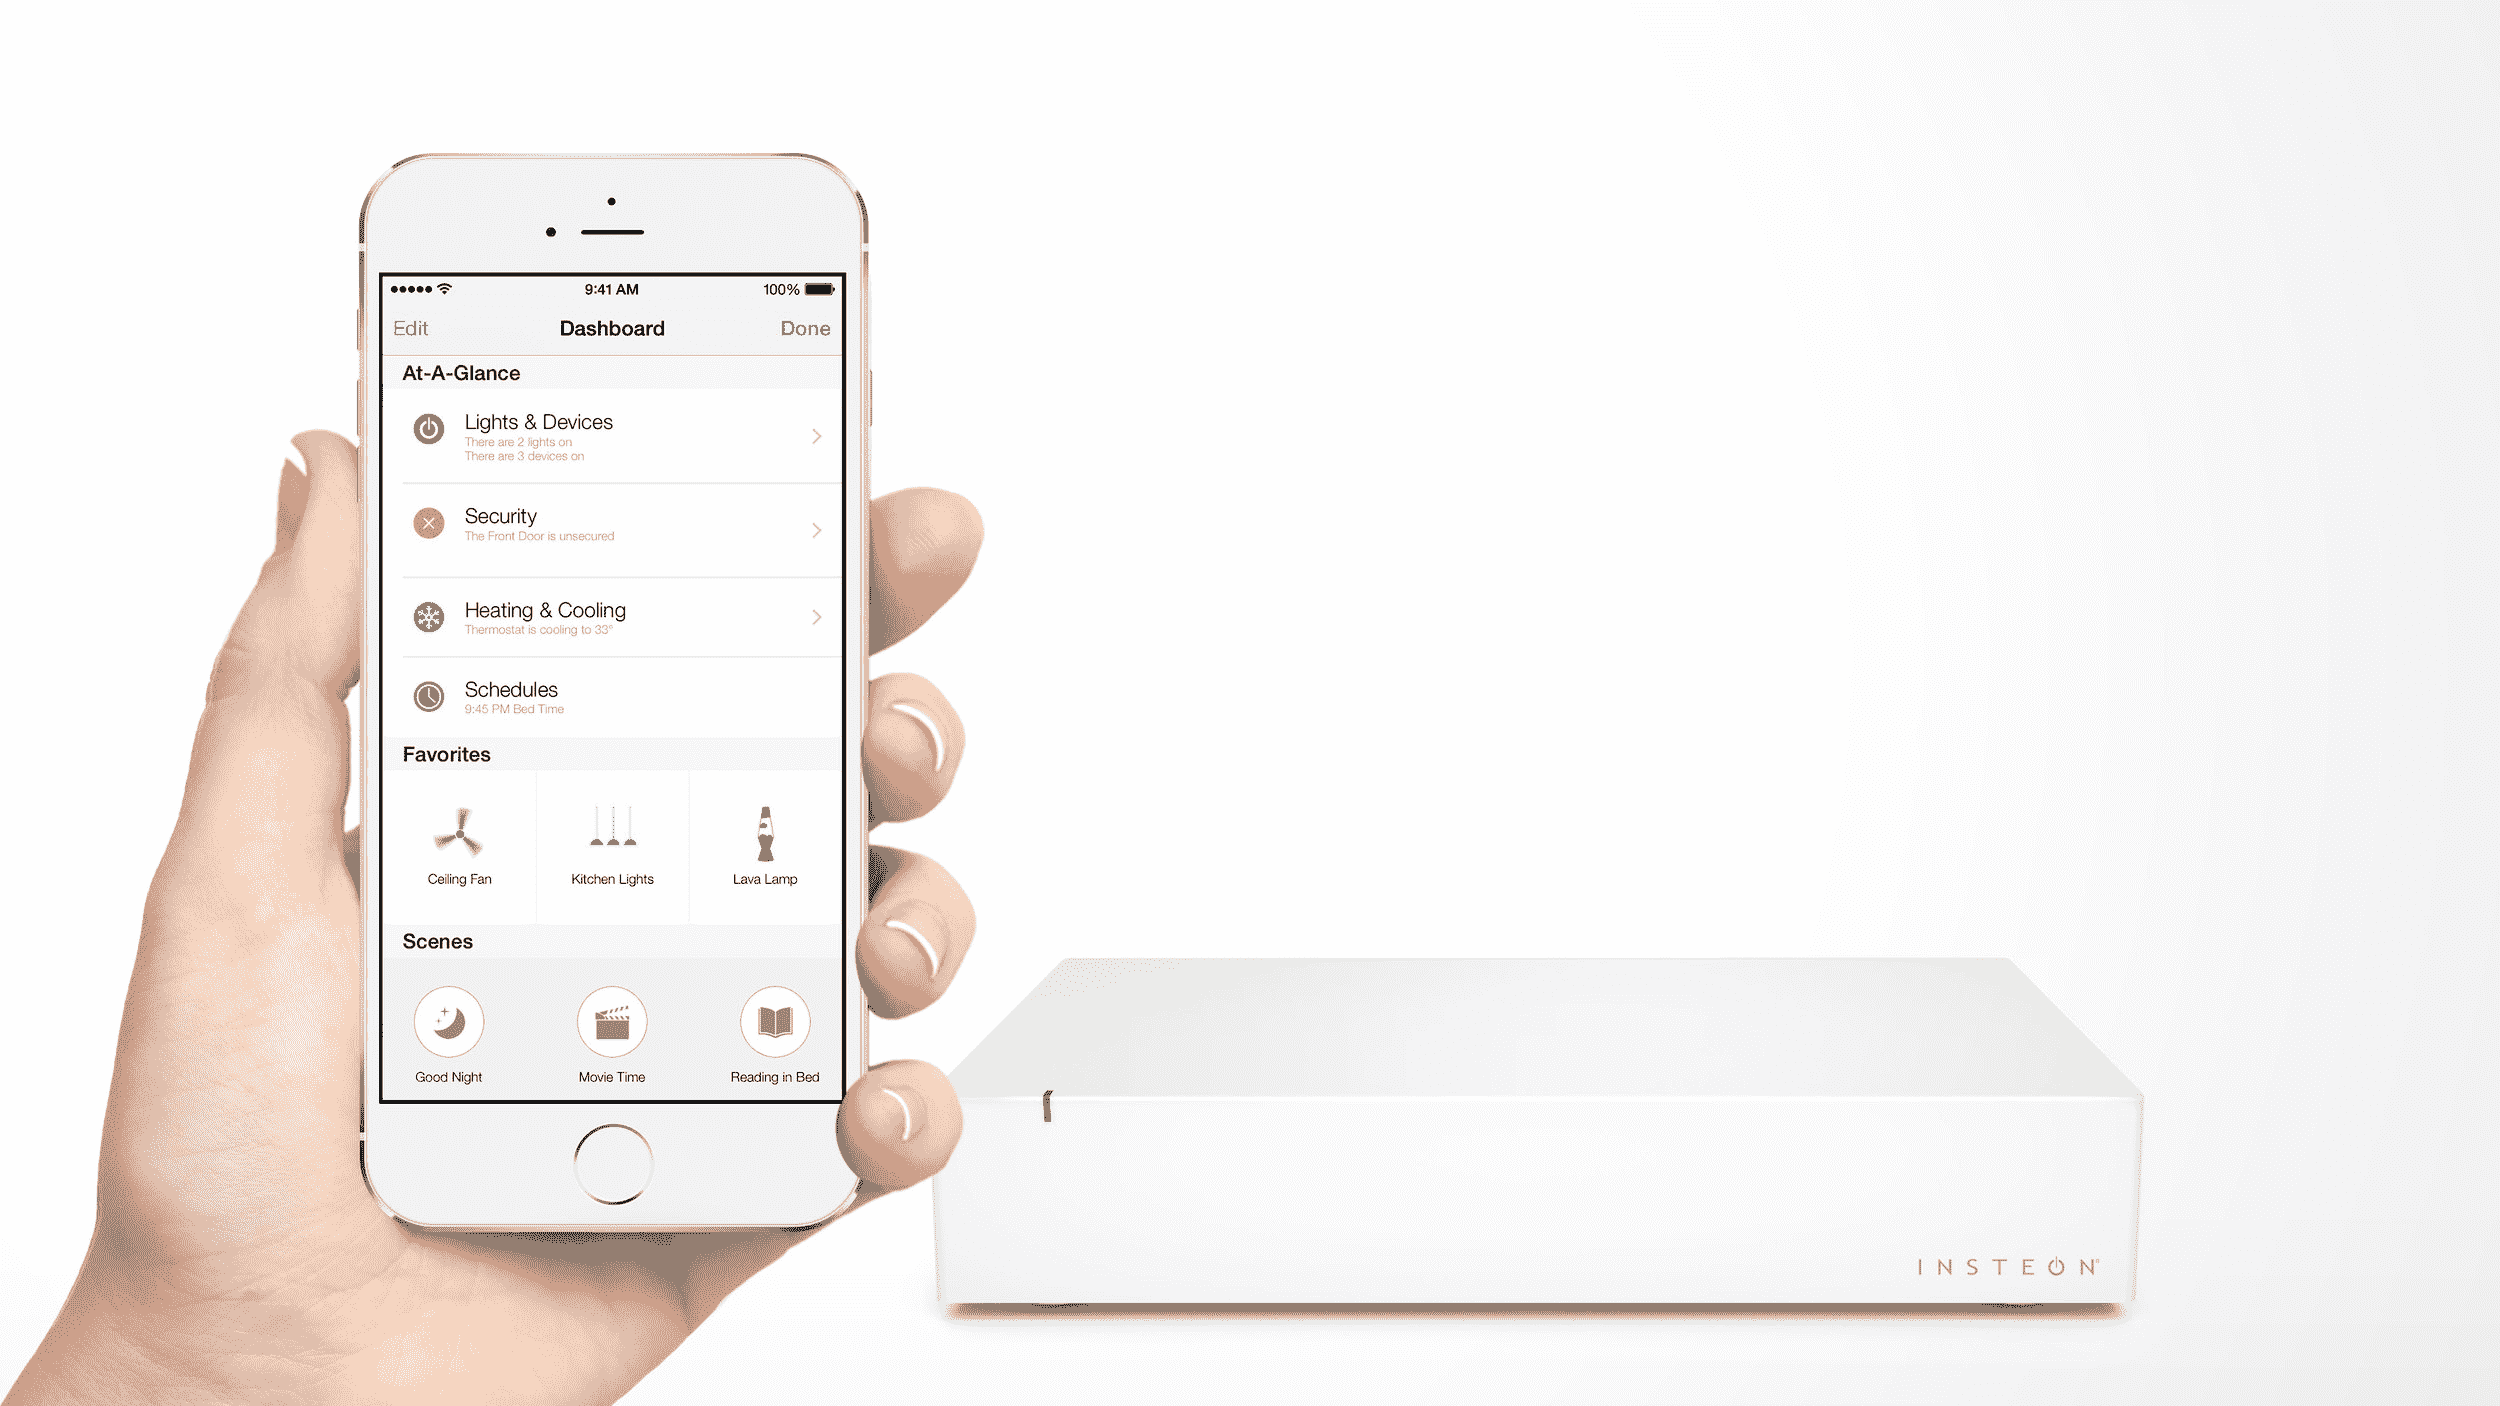 9:41 AM
100%
Edit
Dashboard
Done
At-A-Glance
Lights & Devices
There are 2 lights on
There are 3 devices on
Security
The Front Door is unsecured
Heating & Cooling
Thermostat is cooling to 33°
Schedules
9:45 PM Bed Time
Favorites
Ceiling Fan
Kitchen Lights
Lava Lamp
Scenes
Good Night
Movie Time
Reading in Bed
INSTEON®